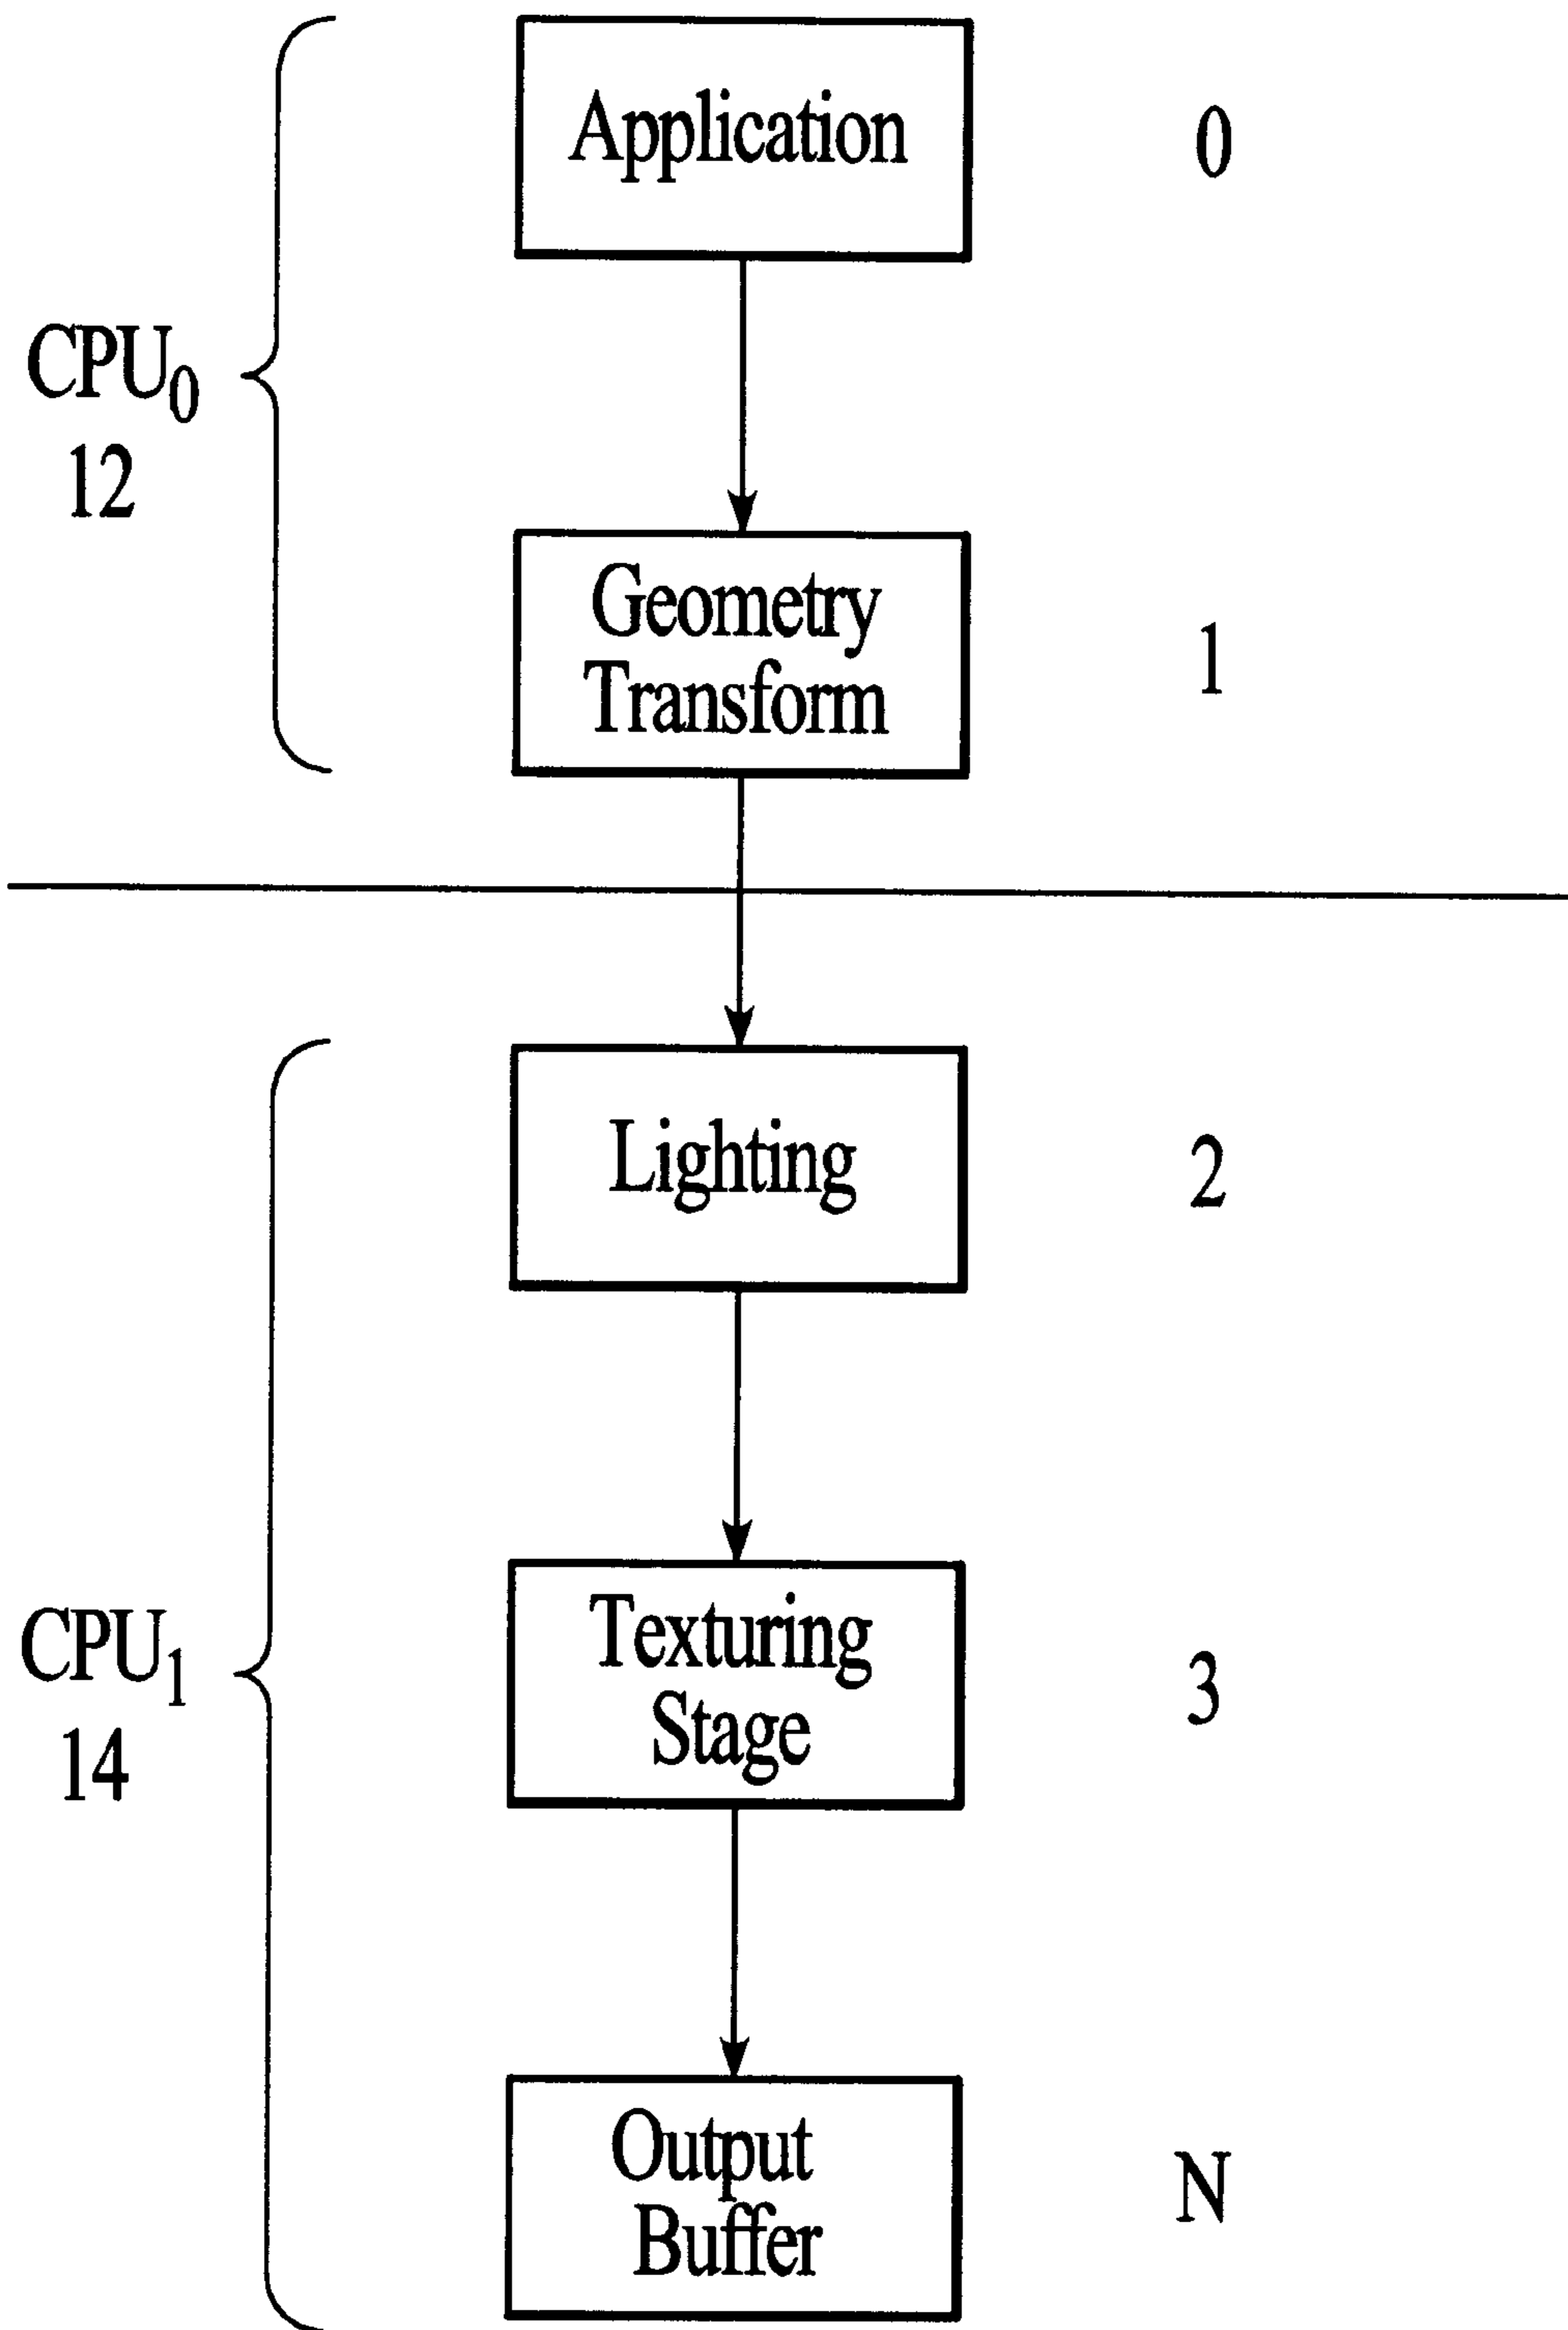 Application
0
CPU0
12
Geometry
Transform
1
Lighting
2
Texturing
Stage
3
CPU1
14
Output
Buffer
N